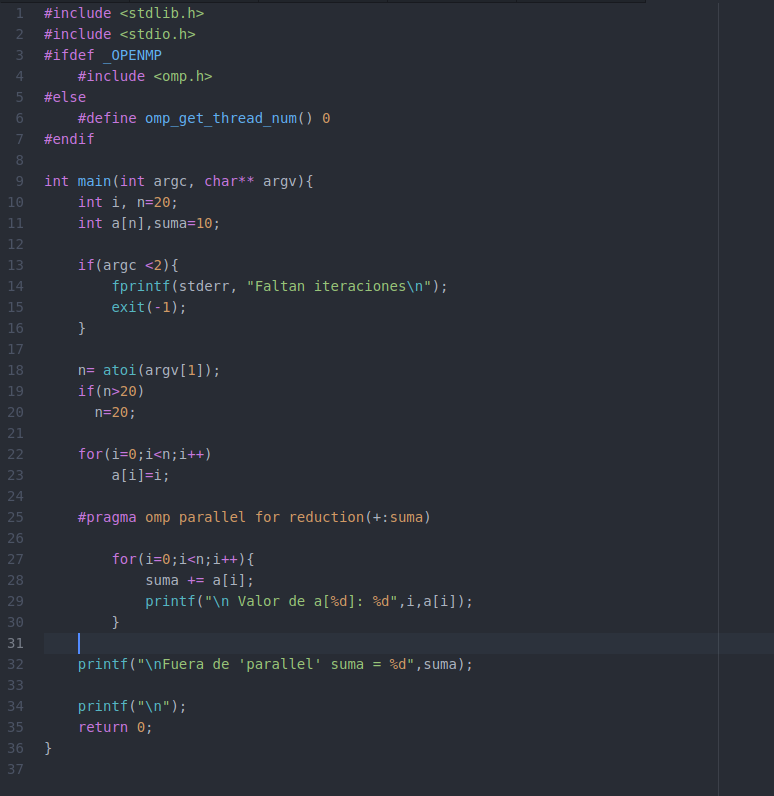 1 #include <stdlib.h>
2 #include <stdio.h>
3 #ifdef _OPENMP
4     #include <omp.h>
5 #else
6     #define omp_get_thread_num() 0
7 #endif
8
9 int main(int argc, char** argv){
10     int i, n=20;
11     int a[n],suma=10;
12
13     if(argc <2){
14         fprintf(stderr, "Faltan iteraciones\n");
15         exit(-1);
16     }
17
18     n= atoi(argv[1]);
19     if(n>20)
20       n=20;
21
22     for(i=0;i<n;i++)
23         a[i]=i;
24
25     #pragma omp parallel for reduction(+:suma)
26
27         for(i=0;i<n;i++){
28             suma += a[i];
29             printf("\n Valor de a[%d]: %d",i,a[i]);
30         }
31
32     printf("\nFuera de 'parallel' suma = %d",suma);
33
34     printf("\n");
35     return 0;
36 }
37